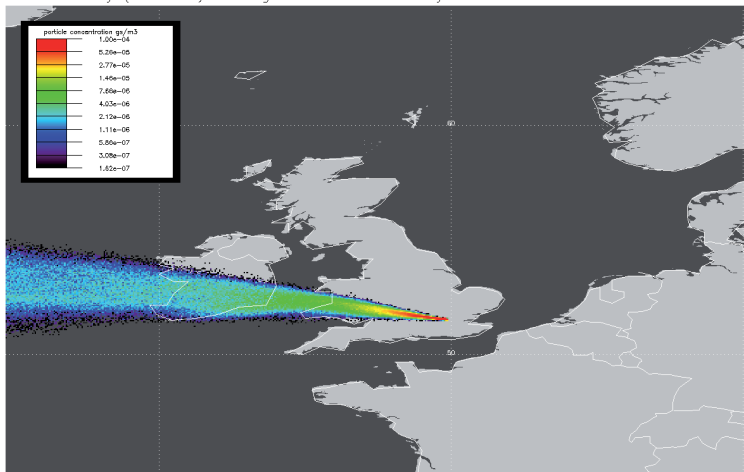 particle concentration gs/m3
1.00e-04
5.26e-05
2.77e-05
1.46e-05
7.66e-06
4.03e-06
2.12e-06
1.11e-06
5.86e-07
3.08e-07
1.62e-07
60
50